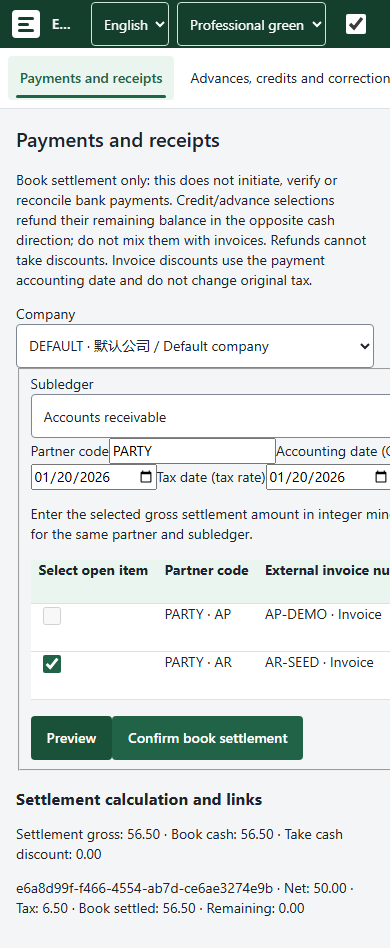 E...
English
Professional green
Payments and receipts
Advances, credits and correction
Payments and receipts
Book settlement only: this does not initiate, verify or
reconcile bank payments. Credit/advance selections
refund their remaining balance in the opposite cash
direction; do not mix them with invoices. Refunds cannot
take discounts. Invoice discounts use the payment
accounting date and do not change original tax.
Company
DEFAULT · 默认公司 / Default company
Subledger
Accounts receivable
Partner code PARTY Accounting date (
01/20/2026 Tax date (tax rate) 01/20/2026
Enter the selected gross settlement amount in integer min
for the same partner and subledger.
Select open item Partner code External invoice nu
PARTY · AP AP-DEMO · Invoice
PARTY · AR AR-SEED · Invoice
Preview Confirm book settlement
Settlement calculation and links
Settlement gross: 56.50 · Book cash: 56.50 · Take cash
discount: 0.00
e6a8d99f-f466-4554-ab7d-ce6ae3274e9b · Net: 50.00 ·
Tax: 6.50 · Book settled: 56.50 · Remaining: 0.00